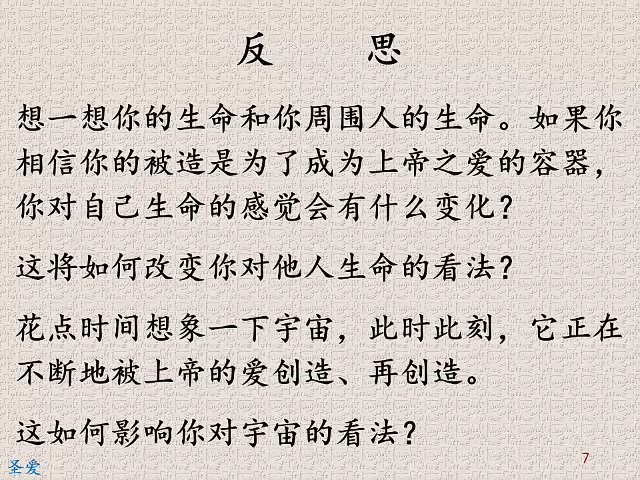 反 思
想一想你的生命和你周围人的生命。如果你
相信你的被造是为了成为上帝之爱的容器，
你对自己生命的感觉会有什么变化？
这将如何改变你对他人生命的看法？
花点时间想象一下宇宙，此时此刻，它正在
不断地被上帝的爱创造、再创造。
这如何影响你对宇宙的看法？
7
圣爱